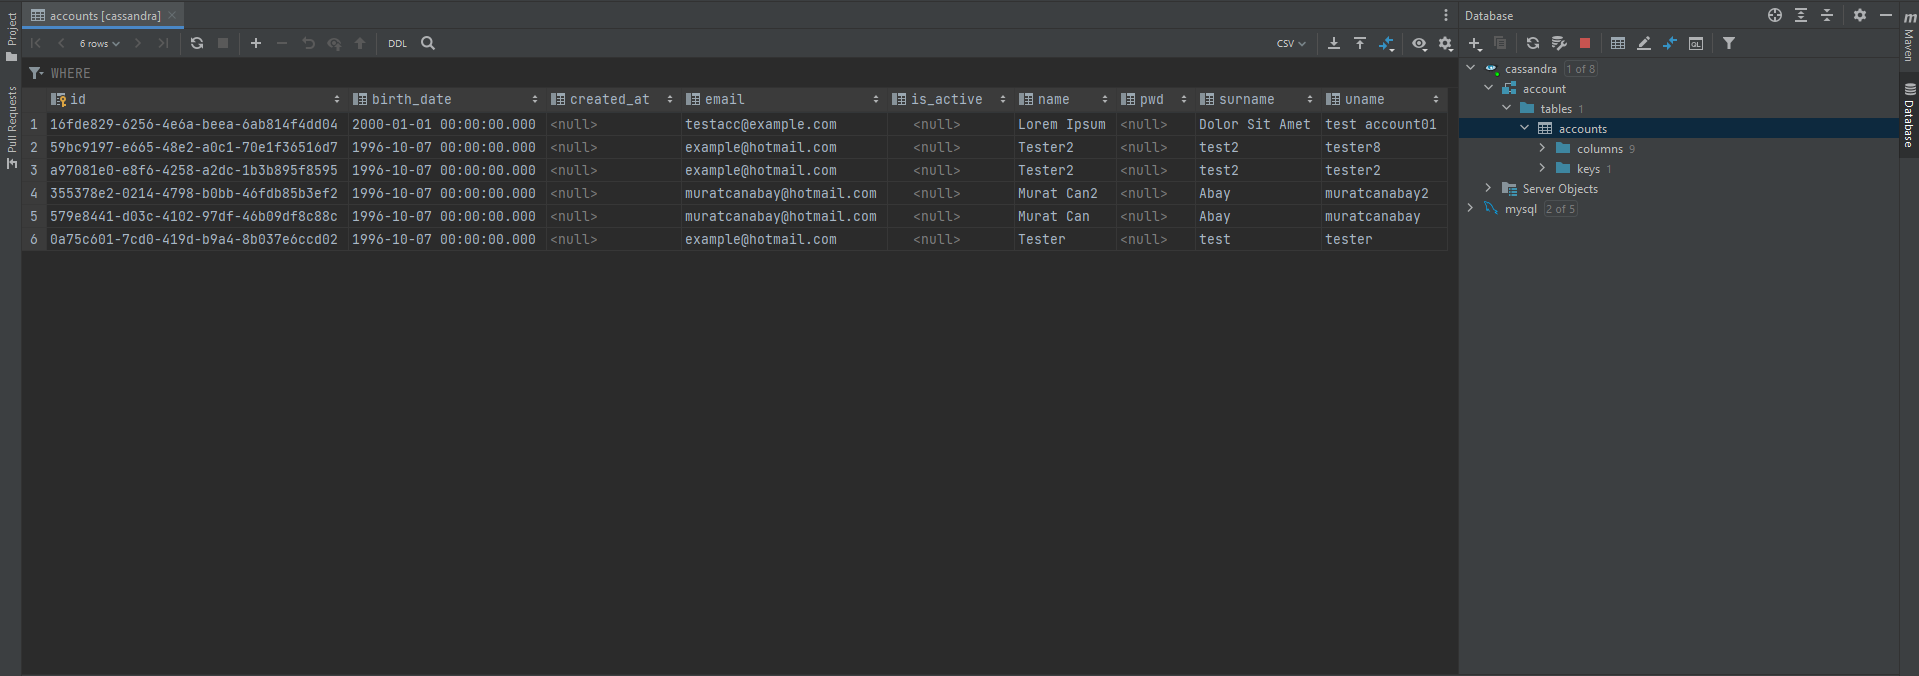 Project
Pull Requests
accounts [cassandra]
6 rows
DDL
CSV
WHERE
id birth_date created_at email is_active name pwd surname uname
1 16fde829-6256-4e6a-beea-6ab814f4dd04 2000-01-01 00:00:00.000 <null> testacc@example.com <null> Lorem Ipsum <null> Dolor Sit Amet test account01
2 59bc9197-e665-48e2-a0c1-70e1f36516d7 1996-10-07 00:00:00.000 <null> example@hotmail.com <null> Tester2 <null> test2 tester8
3 a97081e0-e8f6-4258-a2dc-1b3b895f8595 1996-10-07 00:00:00.000 <null> example@hotmail.com <null> Tester2 <null> test2 tester2
4 355378e2-0214-4798-b0bb-46fdb85b3ef2 1996-10-07 00:00:00.000 <null> muratcanabay@hotmail.com <null> Murat Can2 <null> Abay muratcanabay2
5 579e8441-d03c-4102-97df-46b09df8c88c 1996-10-07 00:00:00.000 <null> muratcanabay@hotmail.com <null> Murat Can <null> Abay muratcanabay
6 0a75c601-7cd0-419d-b9a4-8b037e6ccd02 1996-10-07 00:00:00.000 <null> example@hotmail.com <null> Tester <null> test tester
Database
QL
cassandra 1 of 8
account
tables 1
accounts
columns 9
keys 1
Server Objects
mysql 2 of 5
m
Maven
Database